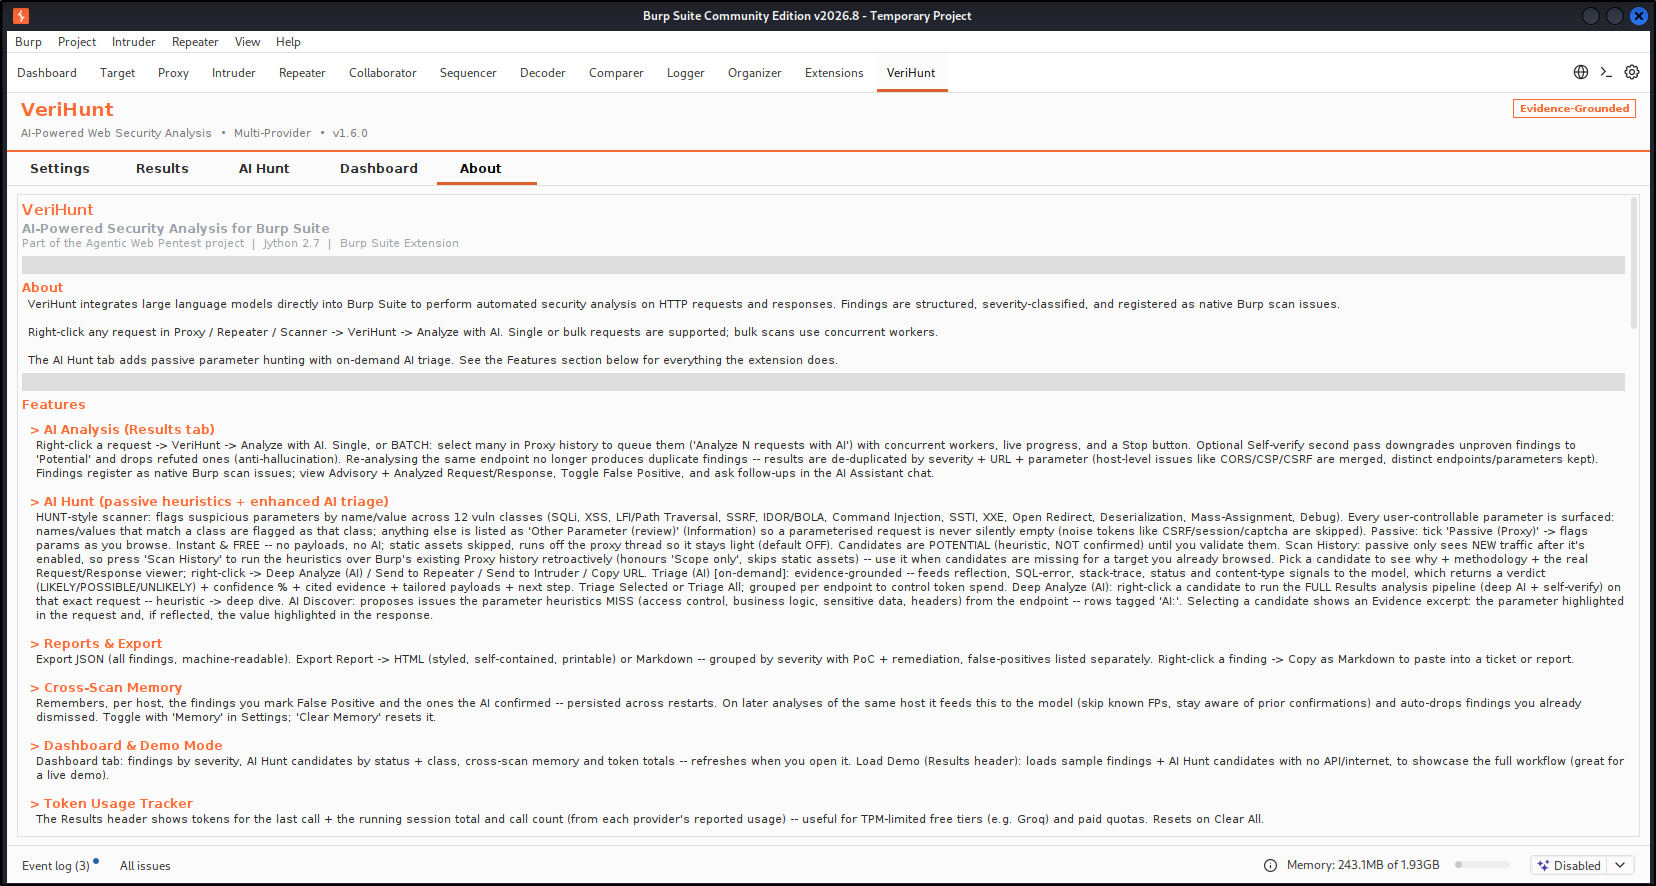 Burp Suite Community Edition v2026.8 - Temporary Project
Burp Project Intruder Repeater View Help
Dashboard Target Proxy Intruder Repeater Collaborator Sequencer Decoder Comparer Logger Organizer Extensions VeriHunt
VeriHunt
Evidence-Grounded
AI-Powered Web Security Analysis • Multi-Provider • v1.6.0
Settings Results AI Hunt Dashboard About
VeriHunt
AI-Powered Security Analysis for Burp Suite
Part of the Agentic Web Pentest project | Jython 2.7 | Burp Suite Extension
About
VeriHunt integrates large language models directly into Burp Suite to perform automated security analysis on HTTP requests and responses. Findings are structured, severity-classified, and registered as native Burp scan issues.
Right-click any request in Proxy / Repeater / Scanner -> VeriHunt -> Analyze with AI. Single or bulk requests are supported; bulk scans use concurrent workers.
The AI Hunt tab adds passive parameter hunting with on-demand AI triage. See the Features section below for everything the extension does.
Features
> AI Analysis (Results tab)
Right-click a request -> VeriHunt -> Analyze with AI. Single, or BATCH: select many in Proxy history to queue them ('Analyze N requests with AI') with concurrent workers, live progress, and a Stop button. Optional Self-verify second pass downgrades unproven findings to
'Potential' and drops refuted ones (anti-hallucination). Re-analysing the same endpoint no longer produces duplicate findings -- results are de-duplicated by severity + URL + parameter (host-level issues like CORS/CSP/CSRF are merged, distinct endpoints/parameters kept).
Findings register as native Burp scan issues; view Advisory + Analyzed Request/Response, Toggle False Positive, and ask follow-ups in the AI Assistant chat.
> AI Hunt (passive heuristics + enhanced AI triage)
HUNT-style scanner: flags suspicious parameters by name/value across 12 vuln classes (SQLi, XSS, LFI/Path Traversal, SSRF, IDOR/BOLA, Command Injection, SSTI, XXE, Open Redirect, Deserialization, Mass-Assignment, Debug). Every user-controllable parameter is surfaced:
names/values that match a class are flagged as that class; anything else is listed as 'Other Parameter (review)' (Information) so a parameterised request is never silently empty (noise tokens like CSRF/session/captcha are skipped). Passive: tick 'Passive (Proxy)' -> flags
params as you browse. Instant & FREE -- no payloads, no AI; static assets skipped, runs off the proxy thread so it stays light (default OFF). Candidates are POTENTIAL (heuristic, NOT confirmed) until you validate them. Scan History: passive only sees NEW traffic after it's
enabled, so press 'Scan History' to run the heuristics over Burp's existing Proxy history retroactively (honours 'Scope only', skips static assets) -- use it when candidates are missing for a target you already browsed. Pick a candidate to see why + methodology + the real
Request/Response viewer; right-click -> Deep Analyze (AI) / Send to Repeater / Send to Intruder / Copy URL. Triage (AI) [on-demand]: evidence-grounded -- feeds reflection, SQL-error, stack-trace, status and content-type signals to the model, which returns a verdict
(LIKELY/POSSIBLE/UNLIKELY) + confidence % + cited evidence + tailored payloads + next step. Triage Selected or Triage All; grouped per endpoint to control token spend. Deep Analyze (AI): right-click a candidate to run the FULL Results analysis pipeline (deep AI + self-verify) on
that exact request -- heuristic -> deep dive. AI Discover: proposes issues the parameter heuristics MISS (access control, business logic, sensitive data, headers) from the endpoint -- rows tagged 'AI:'. Selecting a candidate shows an Evidence excerpt: the parameter highlighted
in the request and, if reflected, the value highlighted in the response.
> Reports & Export
Export JSON (all findings, machine-readable). Export Report -> HTML (styled, self-contained, printable) or Markdown -- grouped by severity with PoC + remediation, false-positives listed separately. Right-click a finding -> Copy as Markdown to paste into a ticket or report.
> Cross-Scan Memory
Remembers, per host, the findings you mark False Positive and the ones the AI confirmed -- persisted across restarts. On later analyses of the same host it feeds this to the model (skip known FPs, stay aware of prior confirmations) and auto-drops findings you already
dismissed. Toggle with 'Memory' in Settings; 'Clear Memory' resets it.
> Dashboard & Demo Mode
Dashboard tab: findings by severity, AI Hunt candidates by status + class, cross-scan memory and token totals -- refreshes when you open it. Load Demo (Results header): loads sample findings + AI Hunt candidates with no API/internet, to showcase the full workflow (great for
a live demo).
> Token Usage Tracker
The Results header shows tokens for the last call + the running session total and call count (from each provider's reported usage) -- useful for TPM-limited free tiers (e.g. Groq) and paid quotas. Resets on Clear All.
Event log (3) All issues Memory: 243.1MB of 1.93GB Disabled